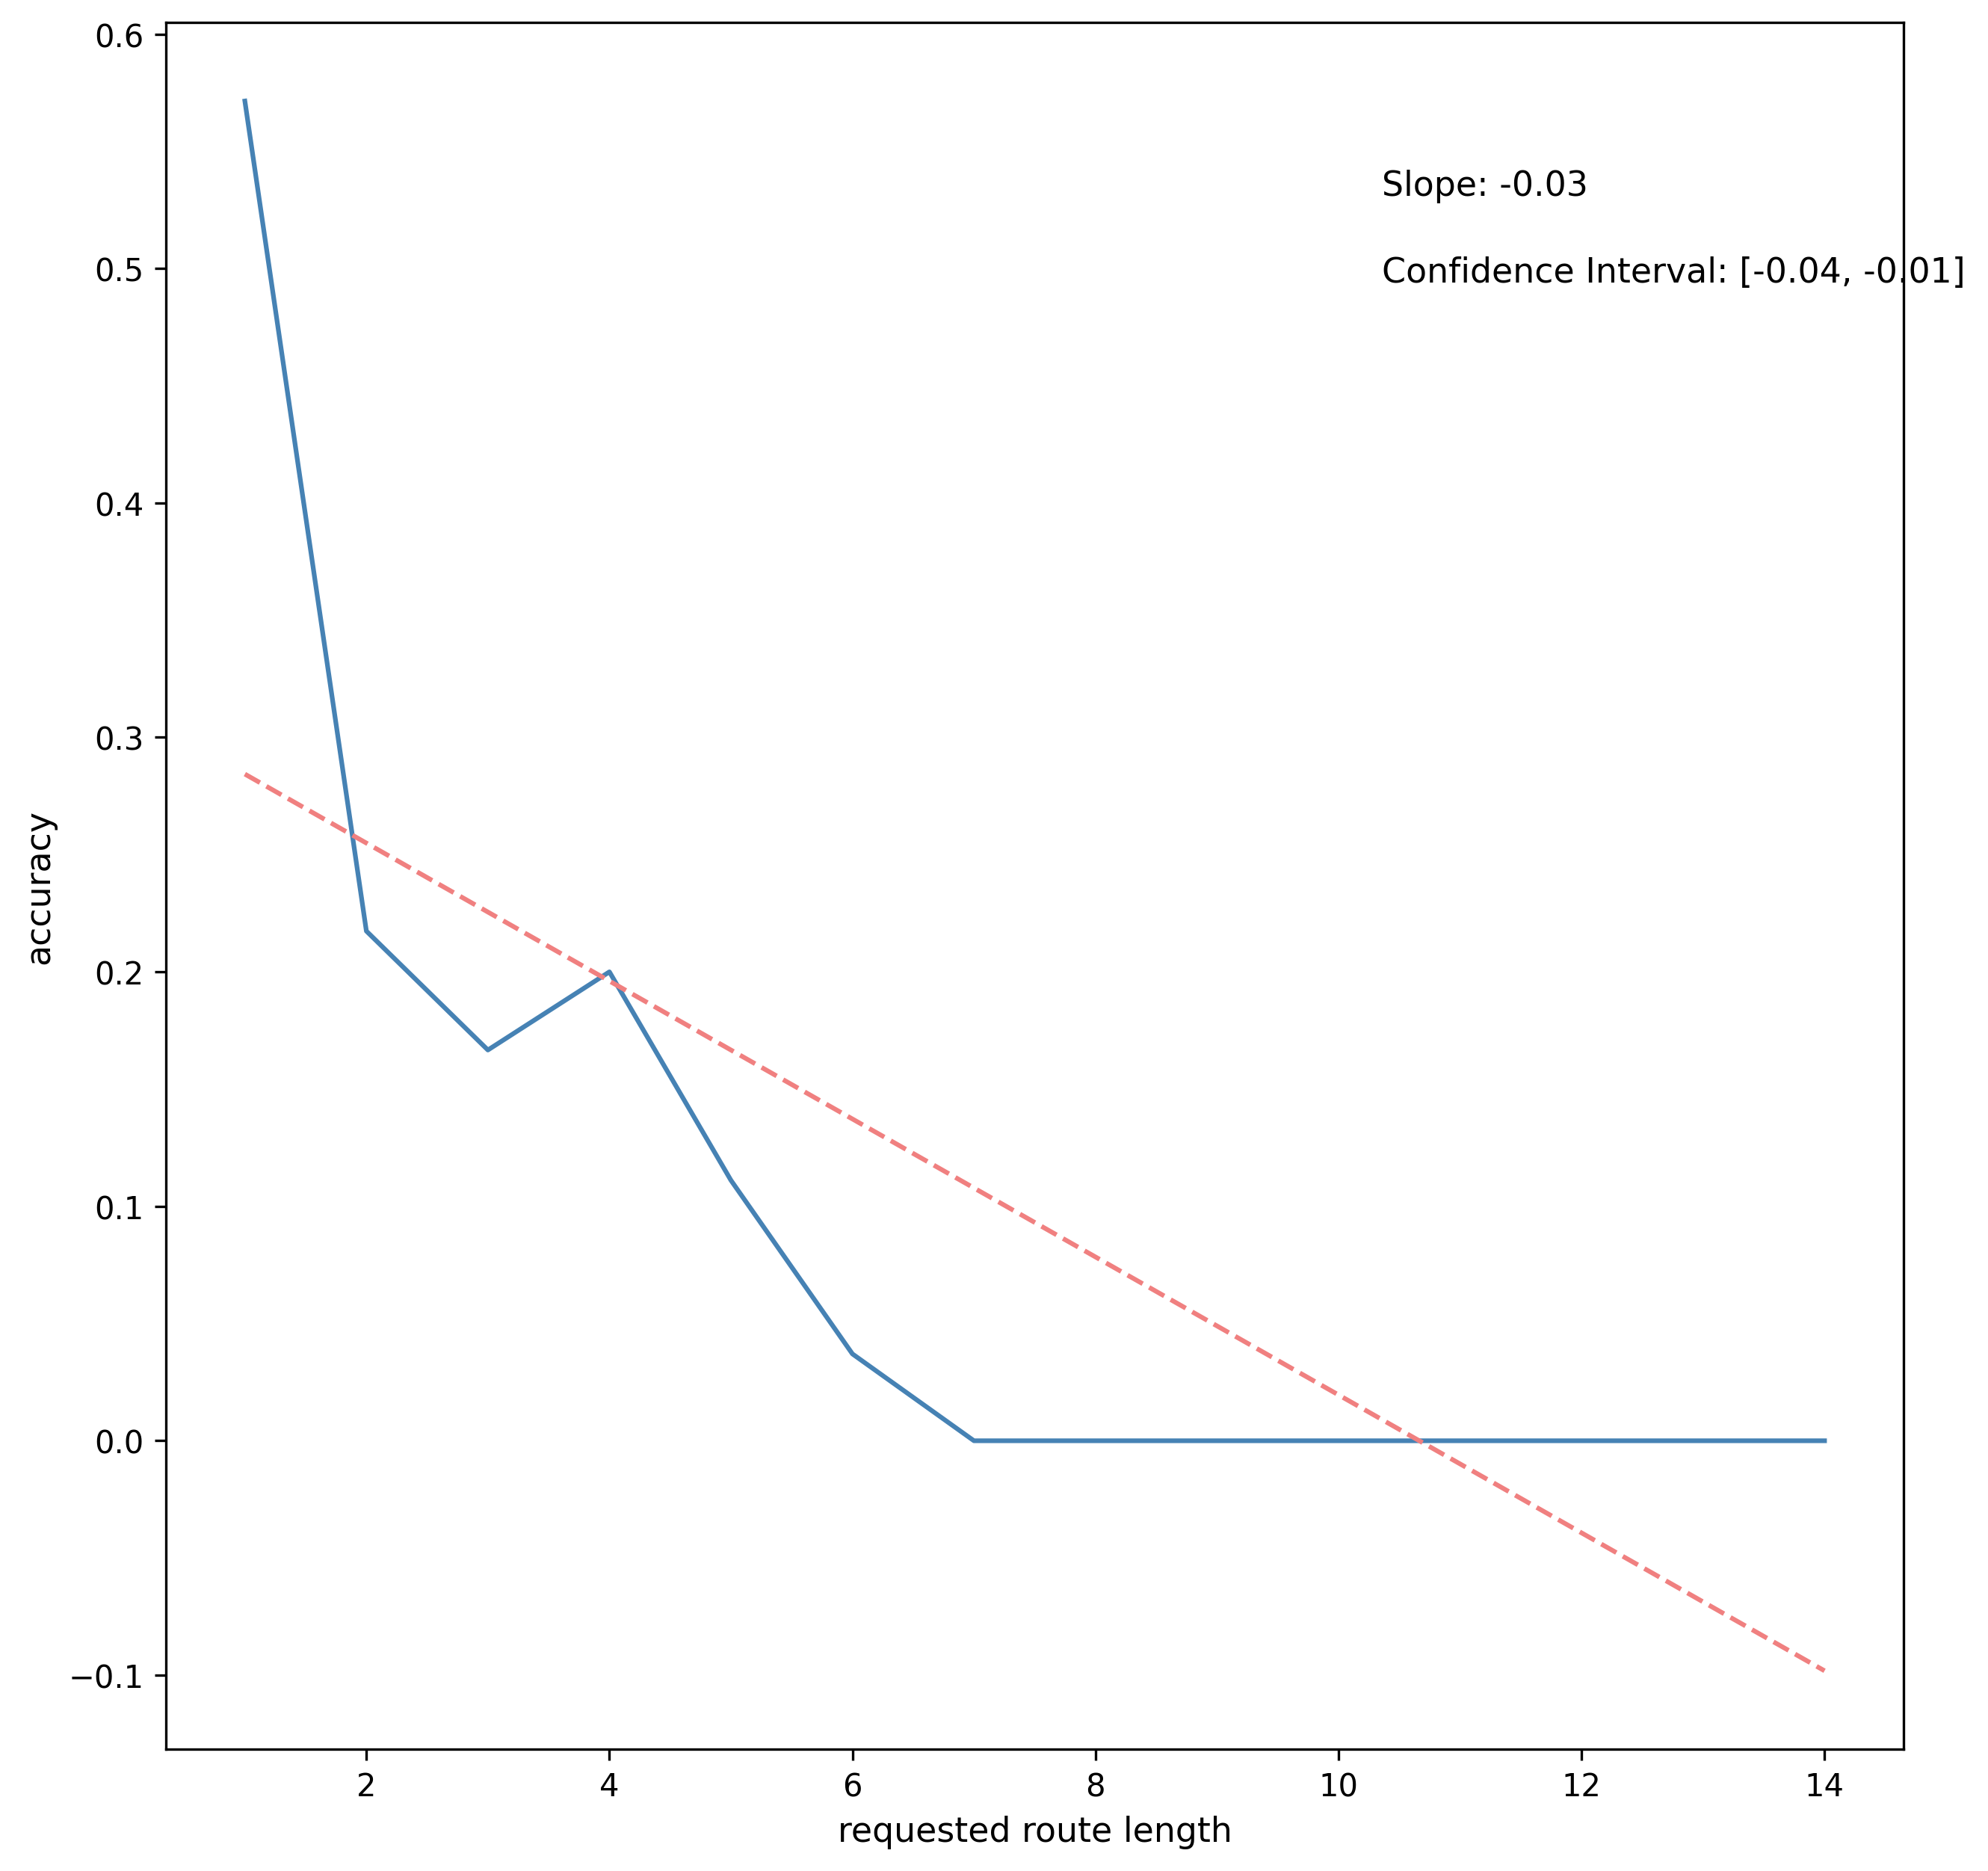 0.6
0.5
0.4
0.3
0.2
0.1
0.0
−0.1
accuracy
Slope: -0.03
Confidence Interval: [-0.04, -0.01]
2 4 6 8 10 12 14
requested route length